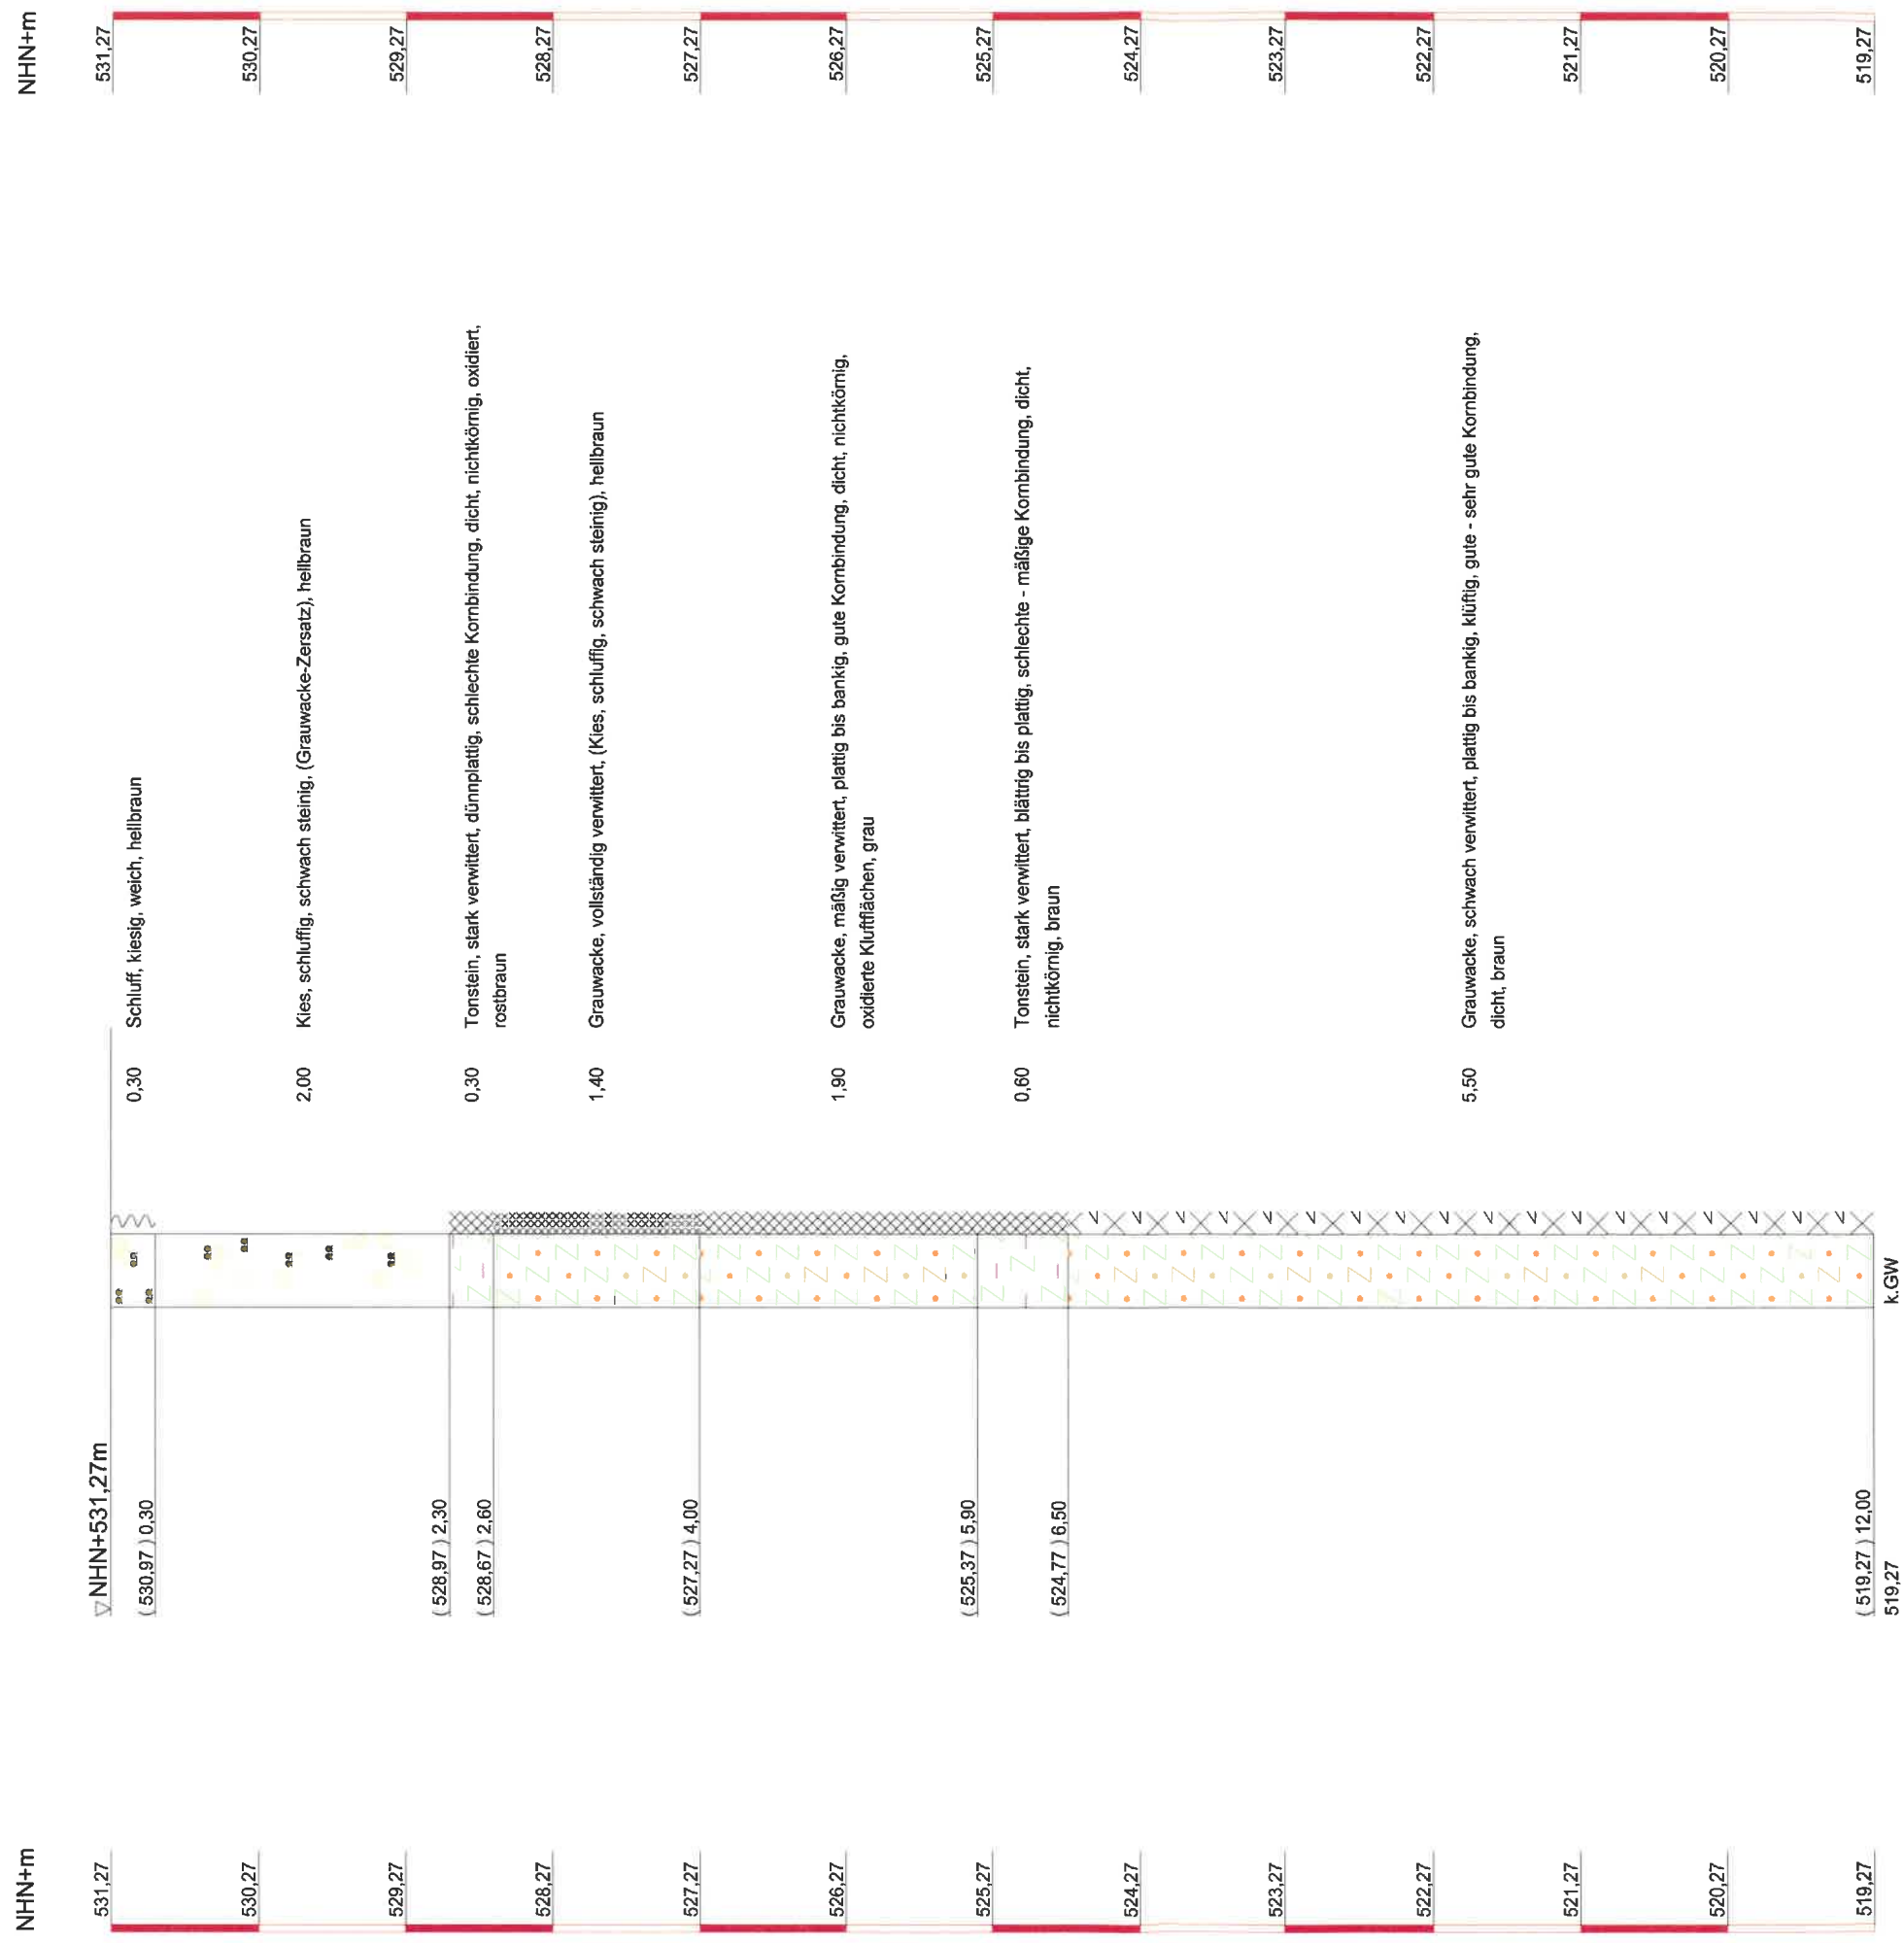 NHN+m
NHN+m
531,27
530,27
529,27
528,27
527,27
526,27
525,27
524,27
523,27
522,27
521,27
520,27
519,27
▽ NHN+531,27m
( 530,97 ) 0,30
0,30 Schluff, kiesig, weich, hellbraun
2,00 Kies, schluffig, schwach steinig, (Grauwacke-Zersatz), hellbraun
( 528,97 ) 2,30
0,30 Tonstein, stark verwittert, dünnplattig, schlechte Kornbindung, dicht, nichtkörnig, oxidiert,
rostbraun
( 528,67 ) 2,60
1,40 Grauwacke, vollständig verwittert, (Kies, schluffig, schwach steinig), hellbraun
( 527,27 ) 4,00
1,90 Grauwacke, mäßig verwittert, plattig bis bankig, gute Kornbindung, dicht, nichtkörnig,
oxidierte Kluftflächen, grau
( 525,37 ) 5,90
0,60 Tonstein, stark verwittert, blättrig bis plattig, schlechte - mäßige Kornbindung, dicht,
nichtkörnig, braun
( 524,77 ) 6,50
5,50 Grauwacke, schwach verwittert, plattig bis bankig, klüftig, gute - sehr gute Kornbindung,
dicht, braun
( 519,27 ) 12,00
519,27
k.GW
531,27
530,27
529,27
528,27
527,27
526,27
525,27
524,27
523,27
522,27
521,27
520,27
519,27